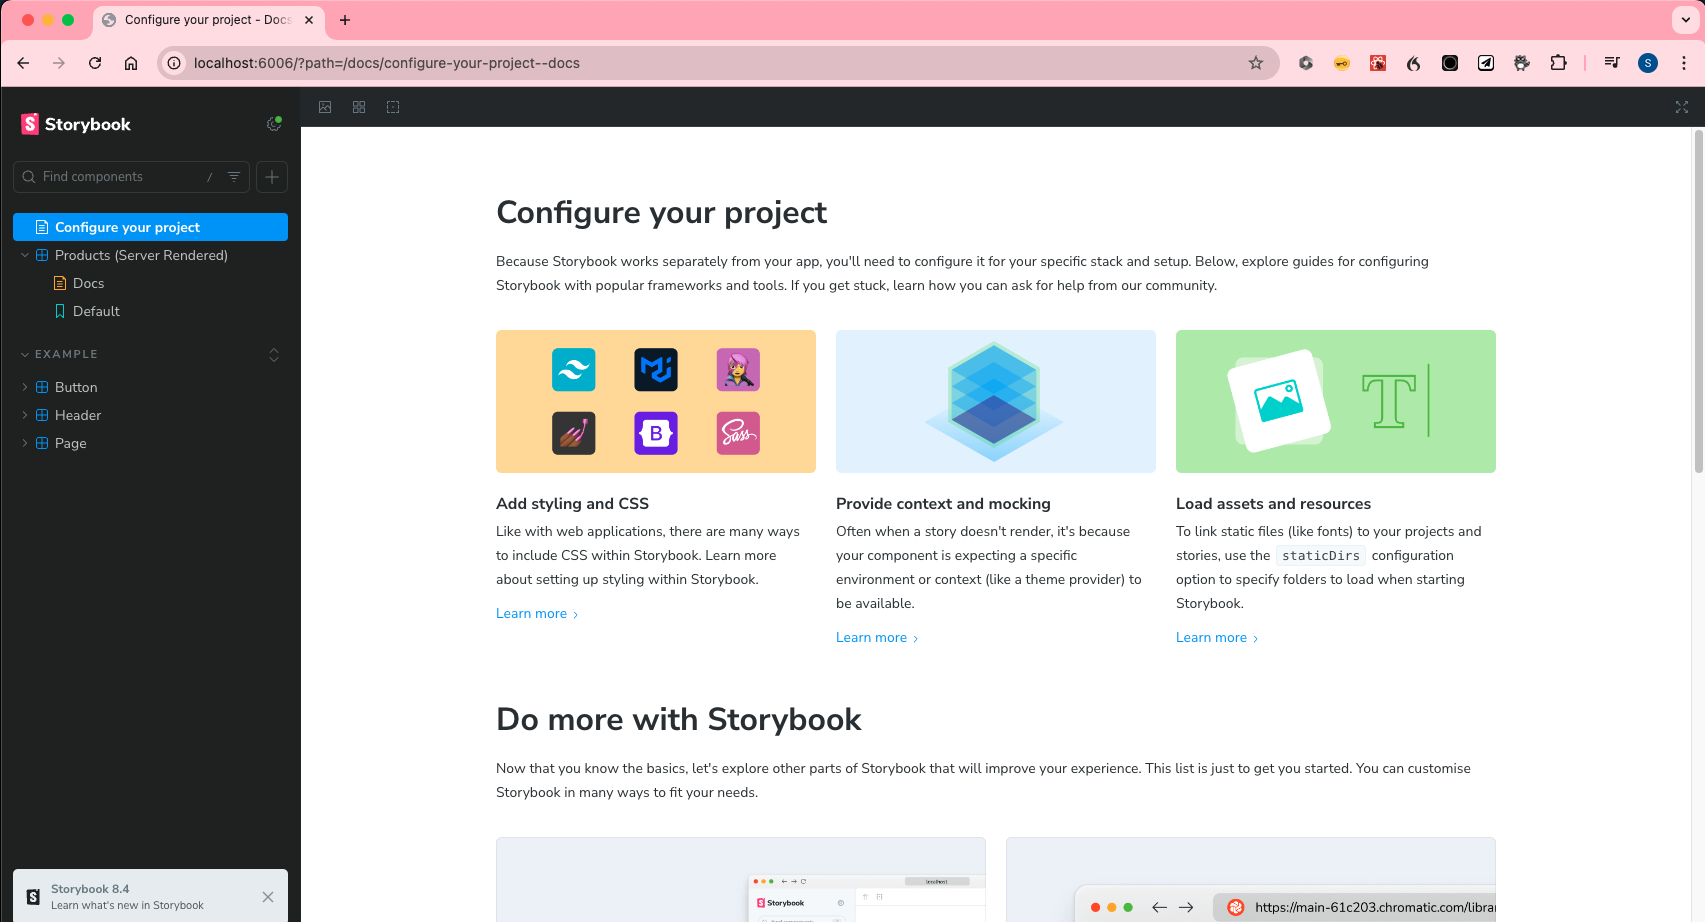 Configure your project - Docs
localhost:6006/?path=/docs/configure-your-project--docs
S
Storybook
Find components
/
Configure your project
Products (Server Rendered)
Docs
Default
EXAMPLE
Button
Header
Page
Storybook 8.4
Learn what's new in Storybook
Configure your project
Because Storybook works separately from your app, you'll need to configure it for your specific stack and setup. Below, explore guides for configuring
Storybook with popular frameworks and tools. If you get stuck, learn how you can ask for help from our community.
B
Sass
T
Add styling and CSS
Like with web applications, there are many ways
to include CSS within Storybook. Learn more
about setting up styling within Storybook.
Learn more
Provide context and mocking
Often when a story doesn't render, it's because
your component is expecting a specific
environment or context (like a theme provider) to
be available.
Learn more
Load assets and resources
To link static files (like fonts) to your projects and
stories, use the staticDirs configuration
option to specify folders to load when starting
Storybook.
Learn more
Do more with Storybook
Now that you know the basics, let's explore other parts of Storybook that will improve your experience. This list is just to get you started. You can customise
Storybook in many ways to fit your needs.
localhost
Storybook
https://main-61c203.chromatic.com/librar